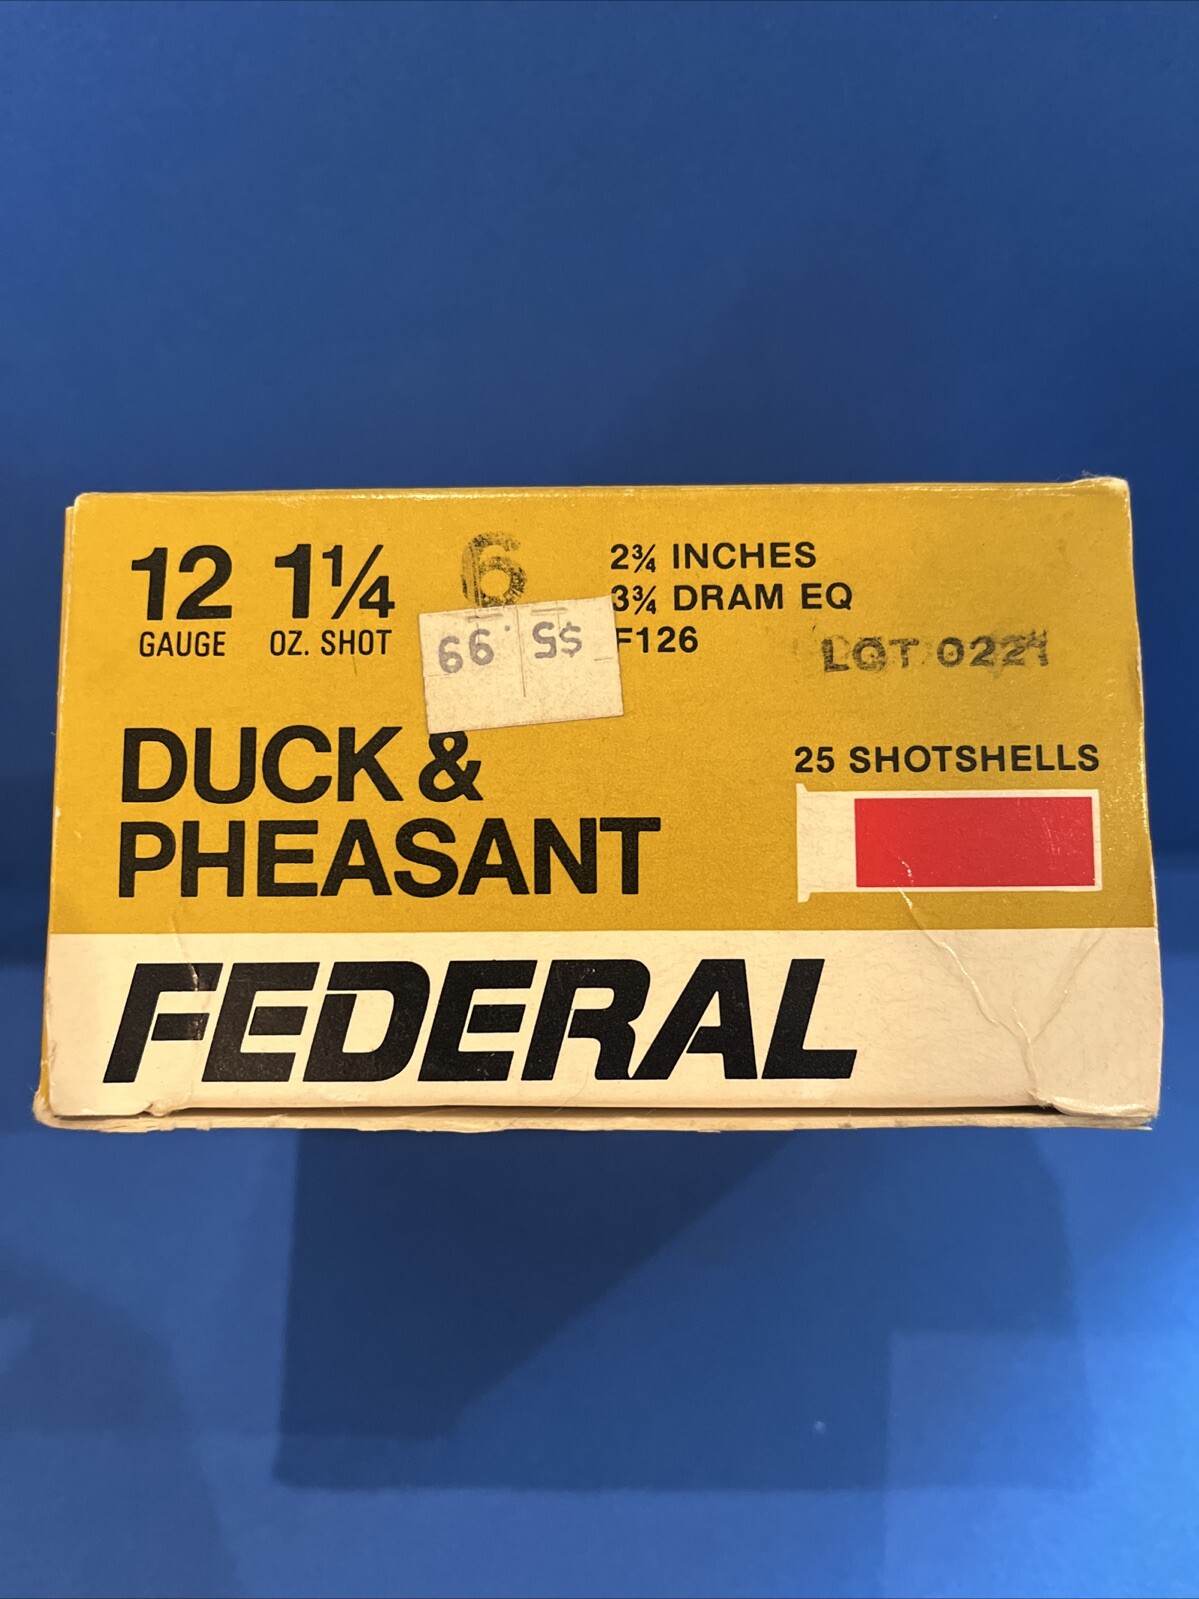 12 1¼ 6
GAUGE OZ. SHOT
2¾ INCHES
3¾ DRAM EQ
F126
LOT
$5.99
DUCK &
PHEASANT
25 SHOTSHELLS
FEDERAL